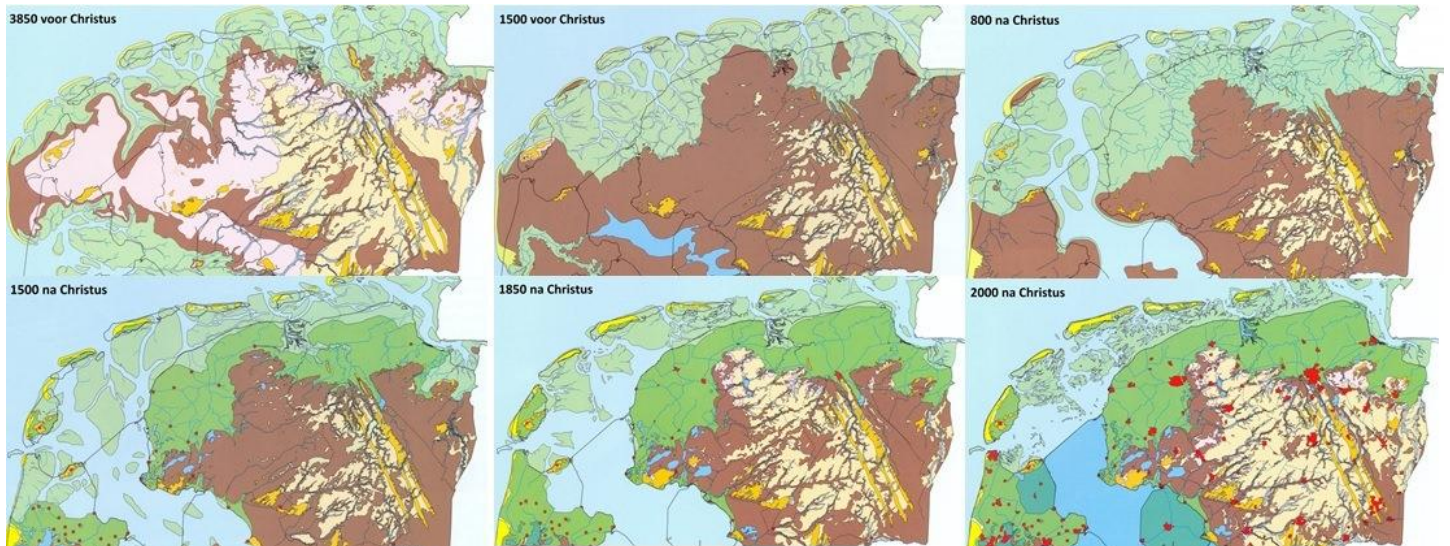 3850 voor Christus
1500 voor Christus
800 na Christus
1500 na Christus
1850 na Christus
2000 na Christus